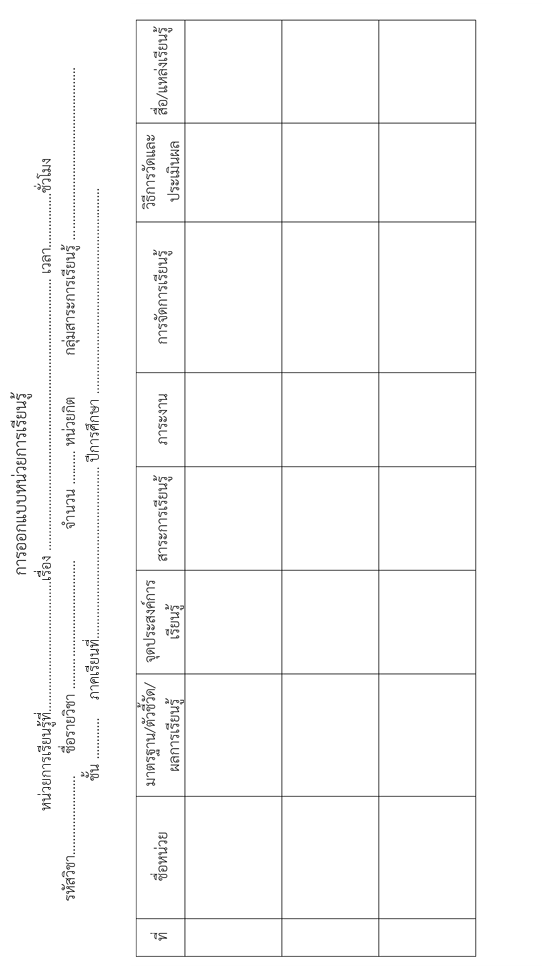 การออกแบบหน่วยการเรียนรู้
หน่วยการเรียนรู้ที่..............................เรื่อง ................................................................ เวลา.............ชั่วโมง
รหัสวิชา.................... ชื่อรายวิชา ................................ จำนวน ........ หน่วยกิต กลุ่มสาระการเรียนรู้ ..........................................
ชั้น .......... ภาคเรียนที่.......................................... ปีการศึกษา ..................................................
ที่
ชื่อหน่วย
มาตรฐาน/ตัวชี้วัด/
ผลการเรียนรู้
จุดประสงค์การ
เรียนรู้
สาระการเรียนรู้
ภาระงาน
การจัดการเรียนรู้
วิธีการวัดและ
ประเมินผล
สื่อ/แหล่งเรียนรู้